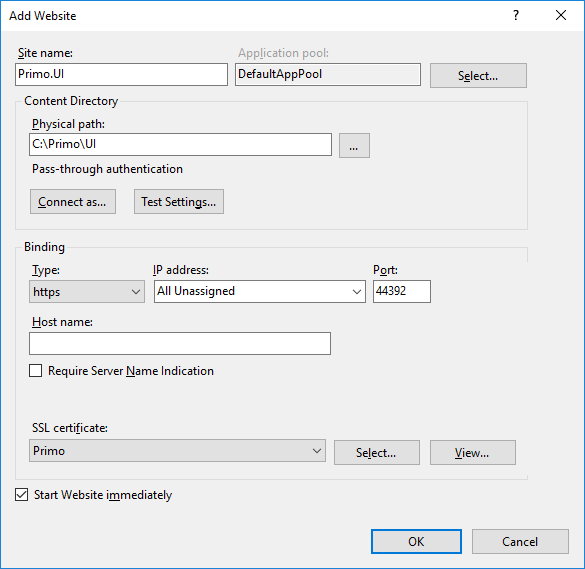 Add Website
?
Site name:
Application pool:
Primo.UI
DefaultAppPool
Select...
Content Directory
Physical path:
C:\Primo\UI
...
Pass-through authentication
Connect as...
Test Settings...
Binding
Type:
IP address:
Port:
https
All Unassigned
44392
Host name:
Require Server Name Indication
SSL certificate:
Primo
Select...
View...
Start Website immediately
OK
Cancel